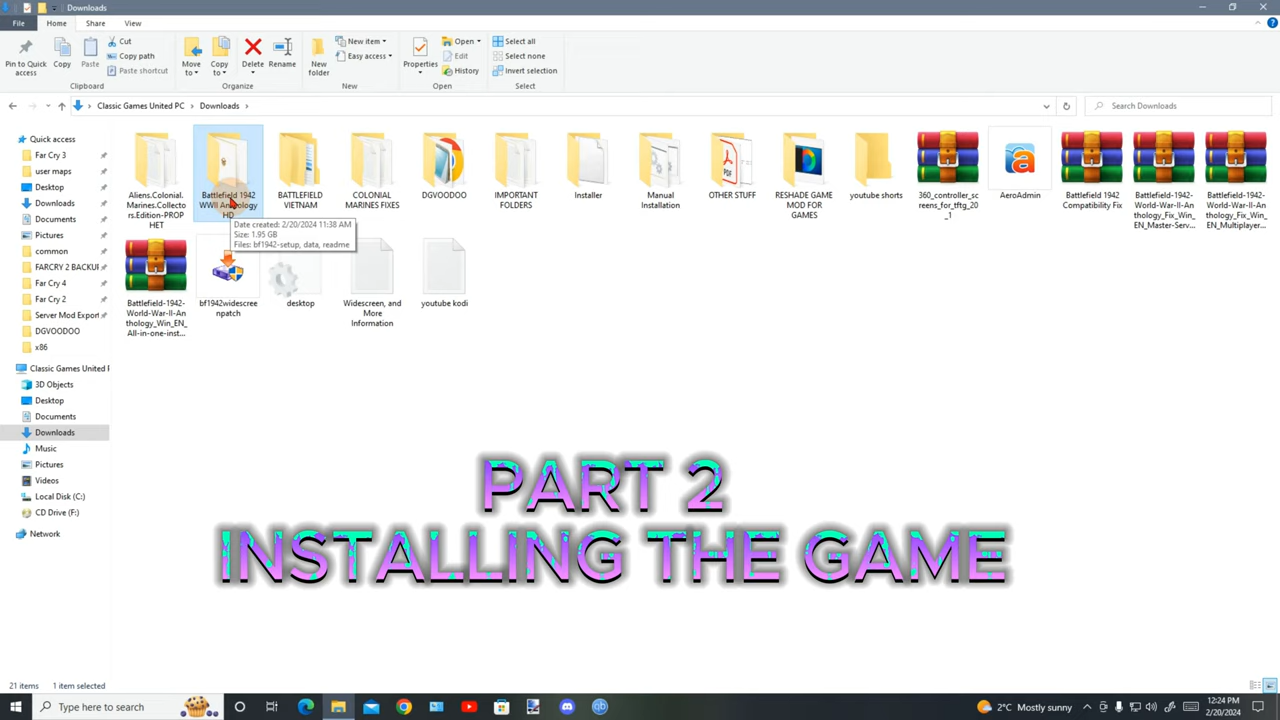 Downloads
File
Home
Share
View
Pin to Quick
access
Copy
Paste
Cut
Copy path
Paste shortcut
Clipboard
Move
to
Copy
to
Delete
Rename
Organize
New
folder
New item
Easy access
New
Properties
Open
Edit
History
Open
Select all
Select none
Invert selection
Select
Classic Games United PC
Downloads
Search Downloads
Quick access
Far Cry 3
user maps
Desktop
Downloads
Documents
Pictures
common
FARCRY 2 BACKUP
Far Cry 4
Far Cry 2
Server Mod Export
DGVOODOO
x86
Classic Games United P
3D Objects
Desktop
Documents
Downloads
Music
Pictures
Videos
Local Disk (C:)
CD Drive (F:)
Network
Aliens.Colonial.
Marines.Collecto
rs.Edition-PROP
HET
Battlefield 1942
WWII Anthology
HD
BATTLEFIELD
VIETNAM
COLONIAL
MARINES FIXES
DGVOODOO
IMPORTANT
FOLDERS
Installer
Manual
Installation
OTHER STUFF
RESHADE GAME
MOD FOR
GAMES
youtube shorts
360_controller_sc
reens_for_tftg_20
_1
AeroAdmin
Battlefield 1942
Compatibility Fix
Battlefield-1942-
World-War-II-An
thology_Fix_Win_
EN_Master-Serv...
Battlefield-1942-
World-War-II-An
thology_Fix_Win_
EN_Multiplayer...
Date created: 2/20/2024 11:38 AM
Size: 1.95 GB
Files: bf1942-setup, data, readme
Battlefield-1942-
World-War-II-An
thology_Win_EN_
All-in-one-inst...
bf1942widescreen
npatch
desktop
Widescreen, and
More
Information
youtube kodi
PART 2
INSTALLING THE GAME
21 items
1 item selected
Type here to search
2°C Mostly sunny
12:24 PM
2/20/2024